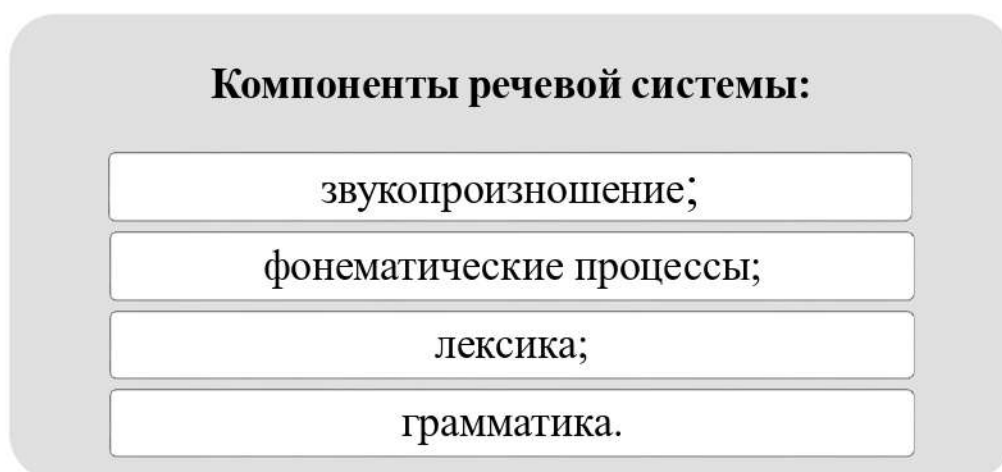 Компоненты речевой системы:
звукопроизношение;
фонематические процессы;
лексика;
грамматика.